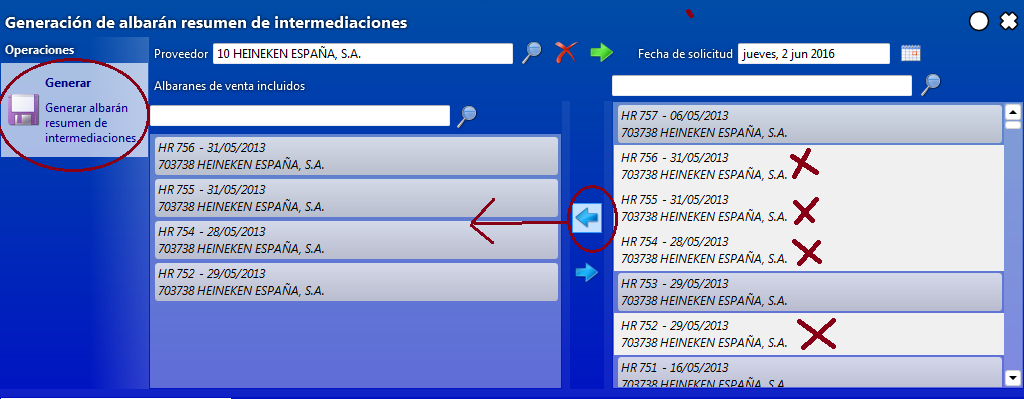 Generación de albarán resumen de intermediaciones
Operaciones
Generar
Generar albarán
resumen de
intermediaciones
Proveedor 10 HEINEKEN ESPAÑA, S.A.
Fecha de solicitud jueves, 2 jun 2016
Albaranes de venta incluidos
HR 756 - 31/05/2013
703738 HEINEKEN ESPAÑA, S.A.
HR 755 - 31/05/2013
703738 HEINEKEN ESPAÑA, S.A.
HR 754 - 28/05/2013
703738 HEINEKEN ESPAÑA, S.A.
HR 752 - 29/05/2013
703738 HEINEKEN ESPAÑA, S.A.
HR 757 - 06/05/2013
703738 HEINEKEN ESPAÑA, S.A.
HR 756 - 31/05/2013
703738 HEINEKEN ESPAÑA, S.A.
HR 755 - 31/05/2013
703738 HEINEKEN ESPAÑA, S.A.
HR 754 - 28/05/2013
703738 HEINEKEN ESPAÑA, S.A.
HR 753 - 29/05/2013
703738 HEINEKEN ESPAÑA, S.A.
HR 752 - 29/05/2013
703738 HEINEKEN ESPAÑA, S.A.
HR 751 - 16/05/2013
703738 HEINEKEN ESPAÑA, S.A.